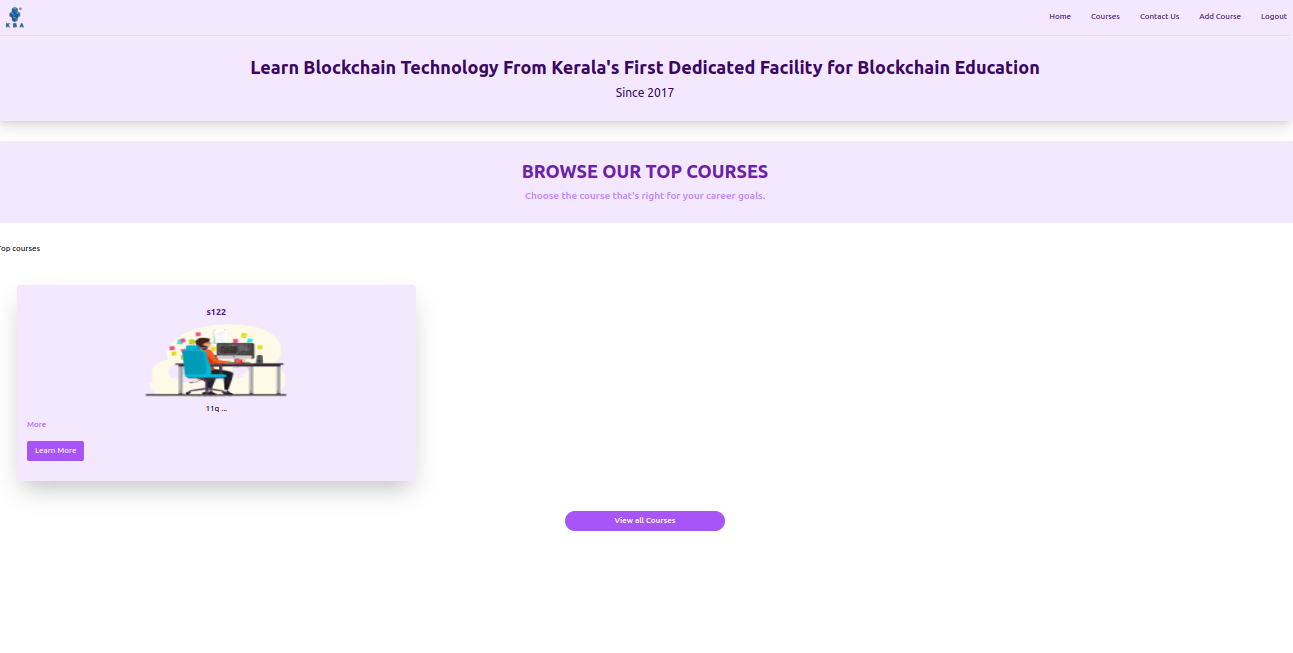 KBA
Home Courses Contact Us Add Course Logout
Learn Blockchain Technology From Kerala's First Dedicated Facility for Blockchain Education
Since 2017
BROWSE OUR TOP COURSES
Choose the course that's right for your career goals.
Top courses
s122
11q ...
More
Learn More
View all Courses